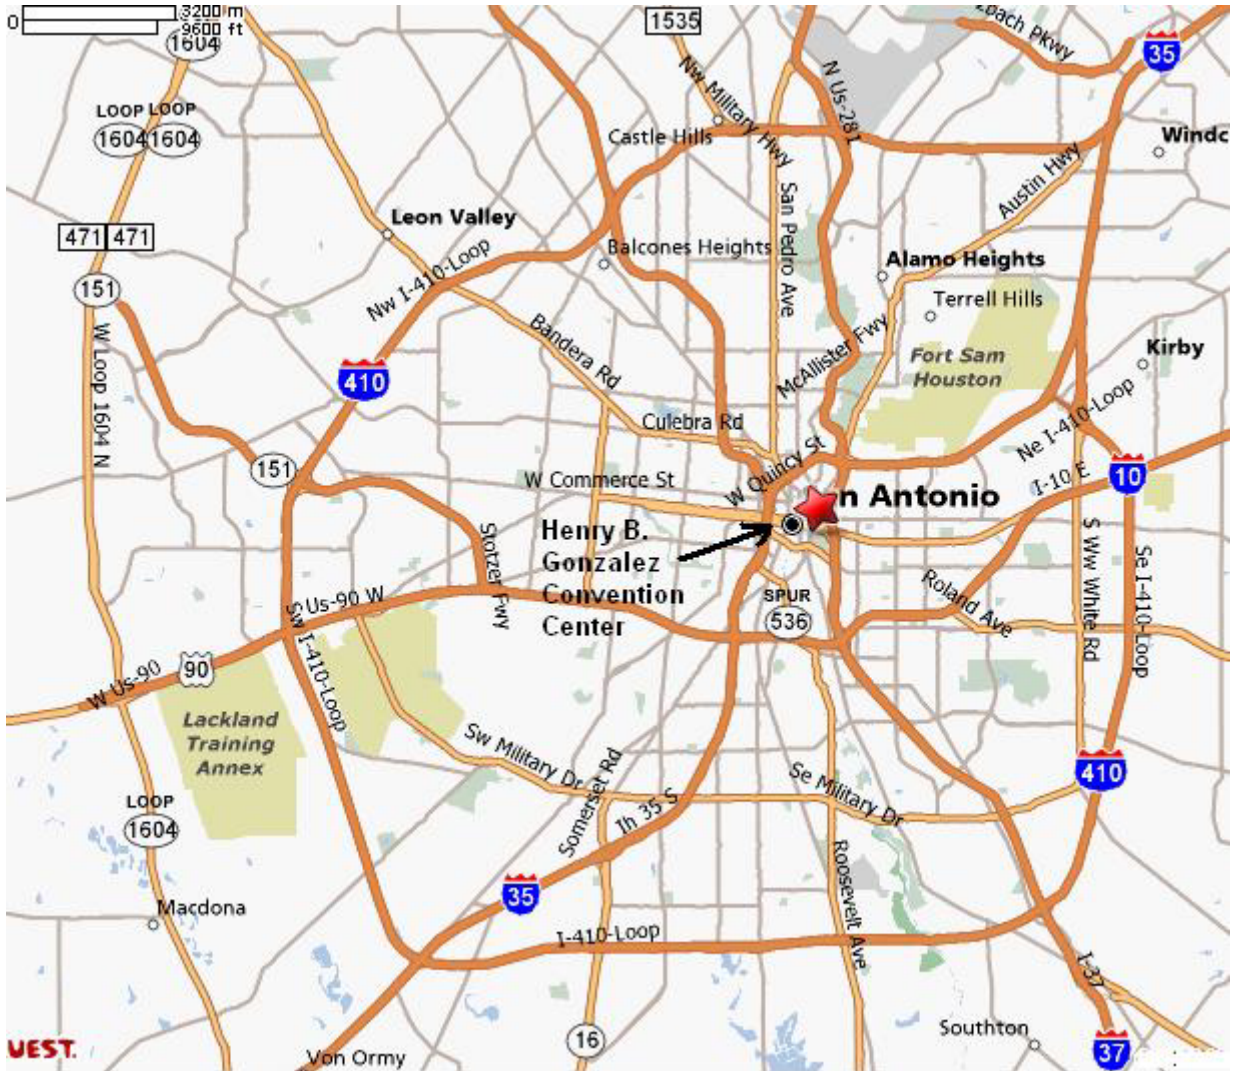 0
3200 m
9600 ft
1604
1535
zbach Pkwy
35
LOOP LOOP
1604 1604
Nw Military Hwy
N Us-281
Castle Hills
Windc
Austin Hwy
Leon Valley
471 471
San Pedro Ave
Balcones Heights
Alamo Heights
151
Nw I-410-Loop
Terrell Hills
W Loop 1604 N
Bandera Rd
McAllister Fwy
Fort Sam
Houston
Kirby
410
Culebra Rd
Ne I-410-Loop
151
W Commerce St
W Quincy St
I-10 E
10
n Antonio
Henry B.
Gonzalez
Convention
Center
Stotzer Fwy
S Ww White Rd
Se I-410-Loop
Us-90 W
SPUR
536
Roland Ave
Sw I-410-Loop
W Us-90
90
Lackland
Training
Annex
Sw Military Dr
Somerset Rd
Se Military Dr
410
LOOP
1604
Ih 35 S
Roosevelt Ave
35
Macdona
I-410-Loop
I-37
16
Southton
UEST.
Von Ormy
37